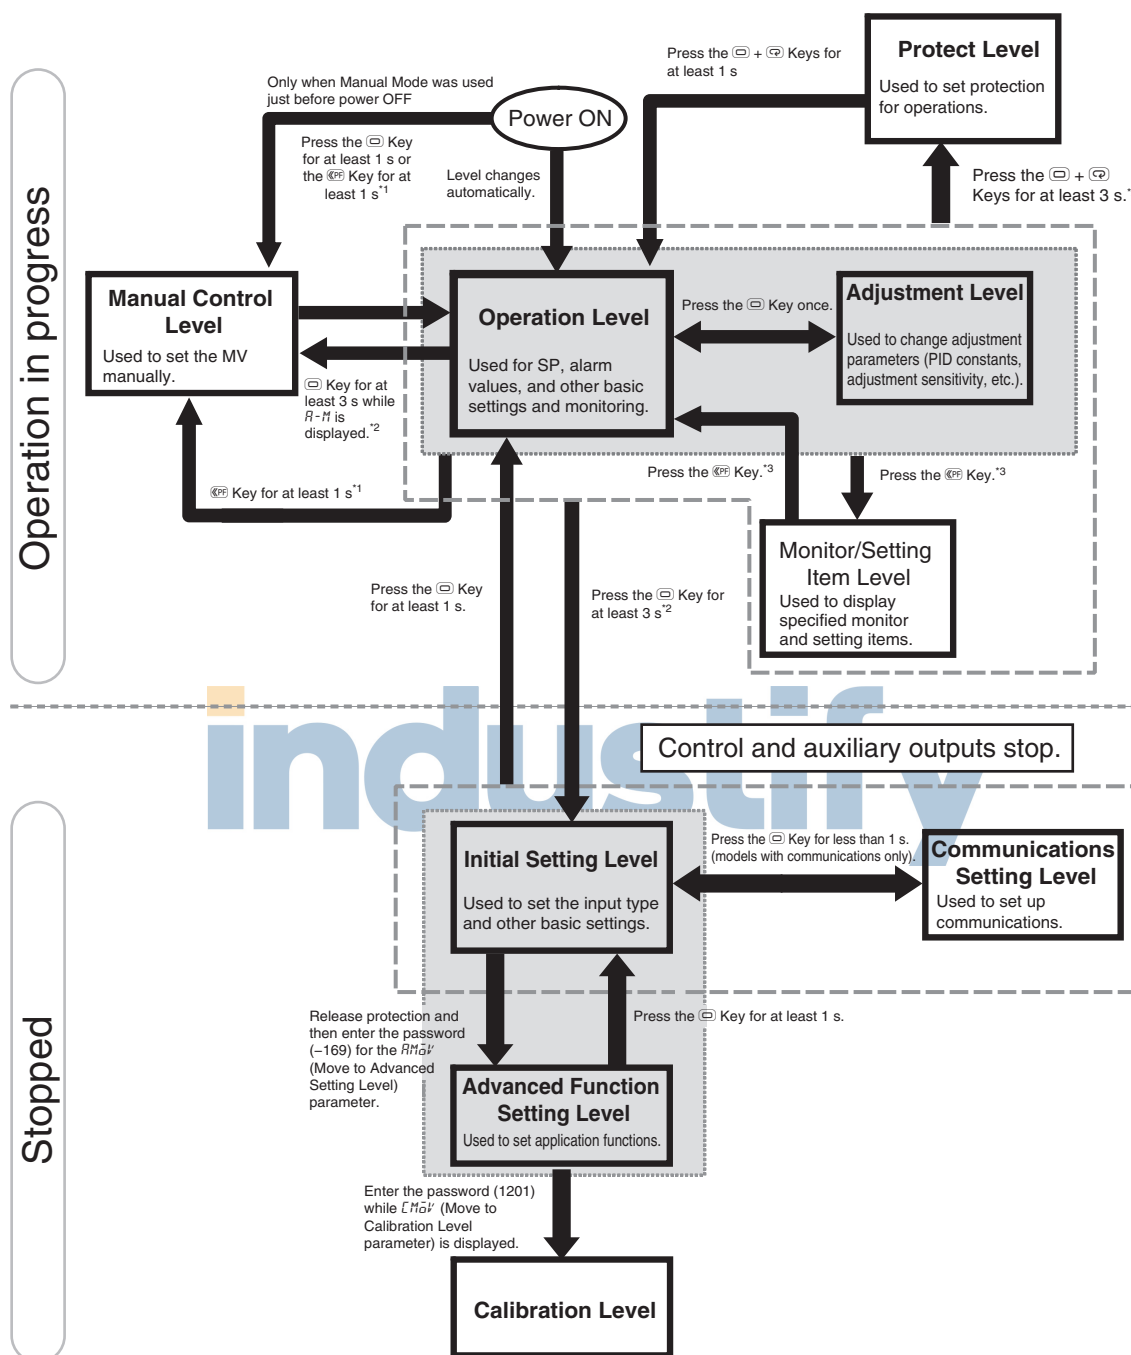 Operation in progress
Stopped
Only when Manual Mode was used
just before power OFF
Press the Key
for at least 1 s or
the PF Key for at
least 1 s*1
Power ON
Level changes
automatically.
Press the + Keys for
at least 1 s
Protect Level
Used to set protection
for operations.
Press the +
Keys for at least 3 s.*
Manual Control
Level
Used to set the MV
manually.
Operation Level
Used for SP, alarm
values, and other basic
settings and monitoring.
Press the Key once.
Adjustment Level
Used to change adjustment
parameters (PID constants,
adjustment sensitivity, etc.).
Key for at
least 3 s while
A-M is
displayed.*2
PF Key for at least 1 s*1
Press the PF Key.*3
Press the PF Key.*3
Monitor/Setting
Item Level
Used to display
specified monitor
and setting items.
Press the Key
for at least 1 s.
Press the Key for
at least 3 s*2
industify
Control and auxiliary outputs stop.
Initial Setting Level
Used to set the input type
and other basic settings.
Press the Key for less than 1 s.
(models with communications only).
Communications
Setting Level
Used to set up
communications.
Release protection and
then enter the password
(–169) for the AMoV
(Move to Advanced
Setting Level)
parameter.
Press the Key for at least 1 s.
Advanced Function
Setting Level
Used to set application functions.
Enter the password (1201)
while CMoV (Move to
Calibration Level
parameter) is displayed.
Calibration Level